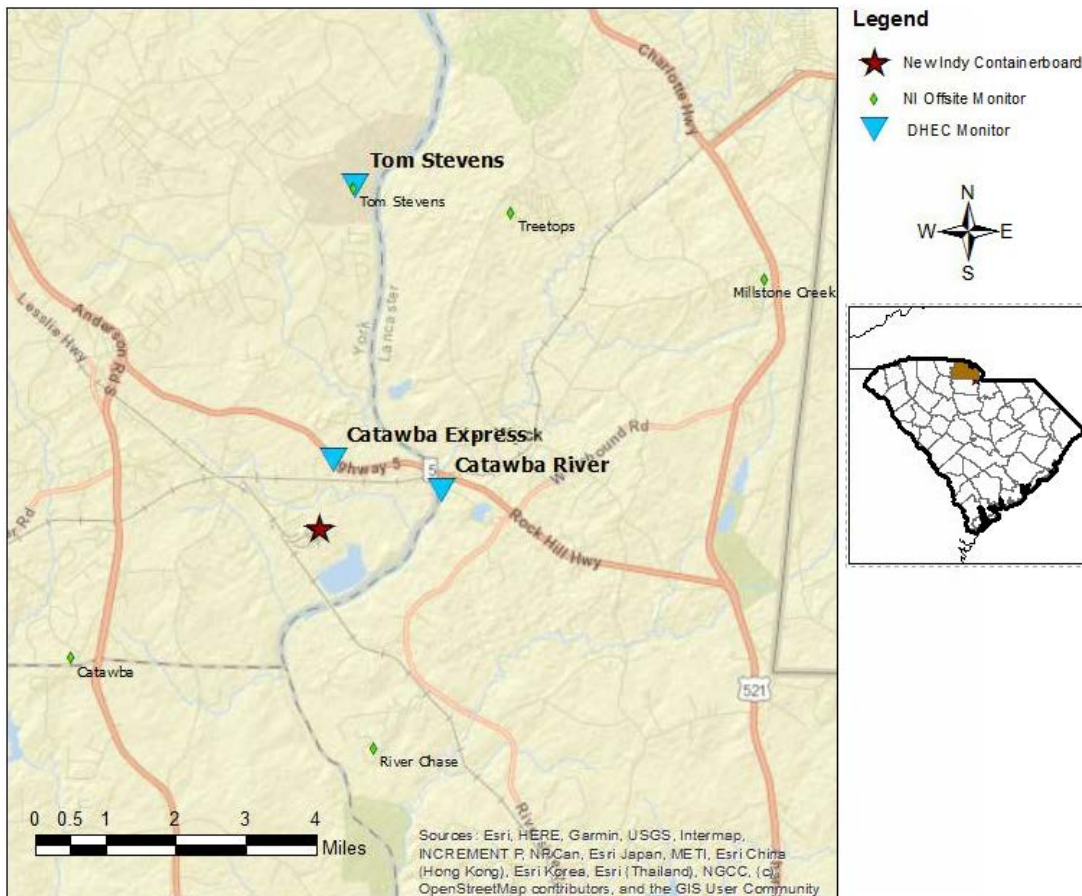 Legend
New Indy Containerboard
NI Offsite Monitor
DHEC Monitor
N
W E
S
Charlotte Hwy
Tom Stevens
Tom Stevens
Treetops
Millstone Creek
Anderson Rd S
Lesslie Hwy
York
Lancaster
Catawba Express
Highway 5
5
Catawba River
Rock Hill Hwy
Catawba
521
River Chase
0 0.5 1 2 3 4
Miles
Sources: Esri, HERE, Garmin, USGS, Intermap,
INCREMENT P, NRCan, Esri Japan, METI, Esri China
(Hong Kong), Esri Korea, Esri (Thailand), NGCC, (c)
OpenStreetMap contributors, and the GIS User Community